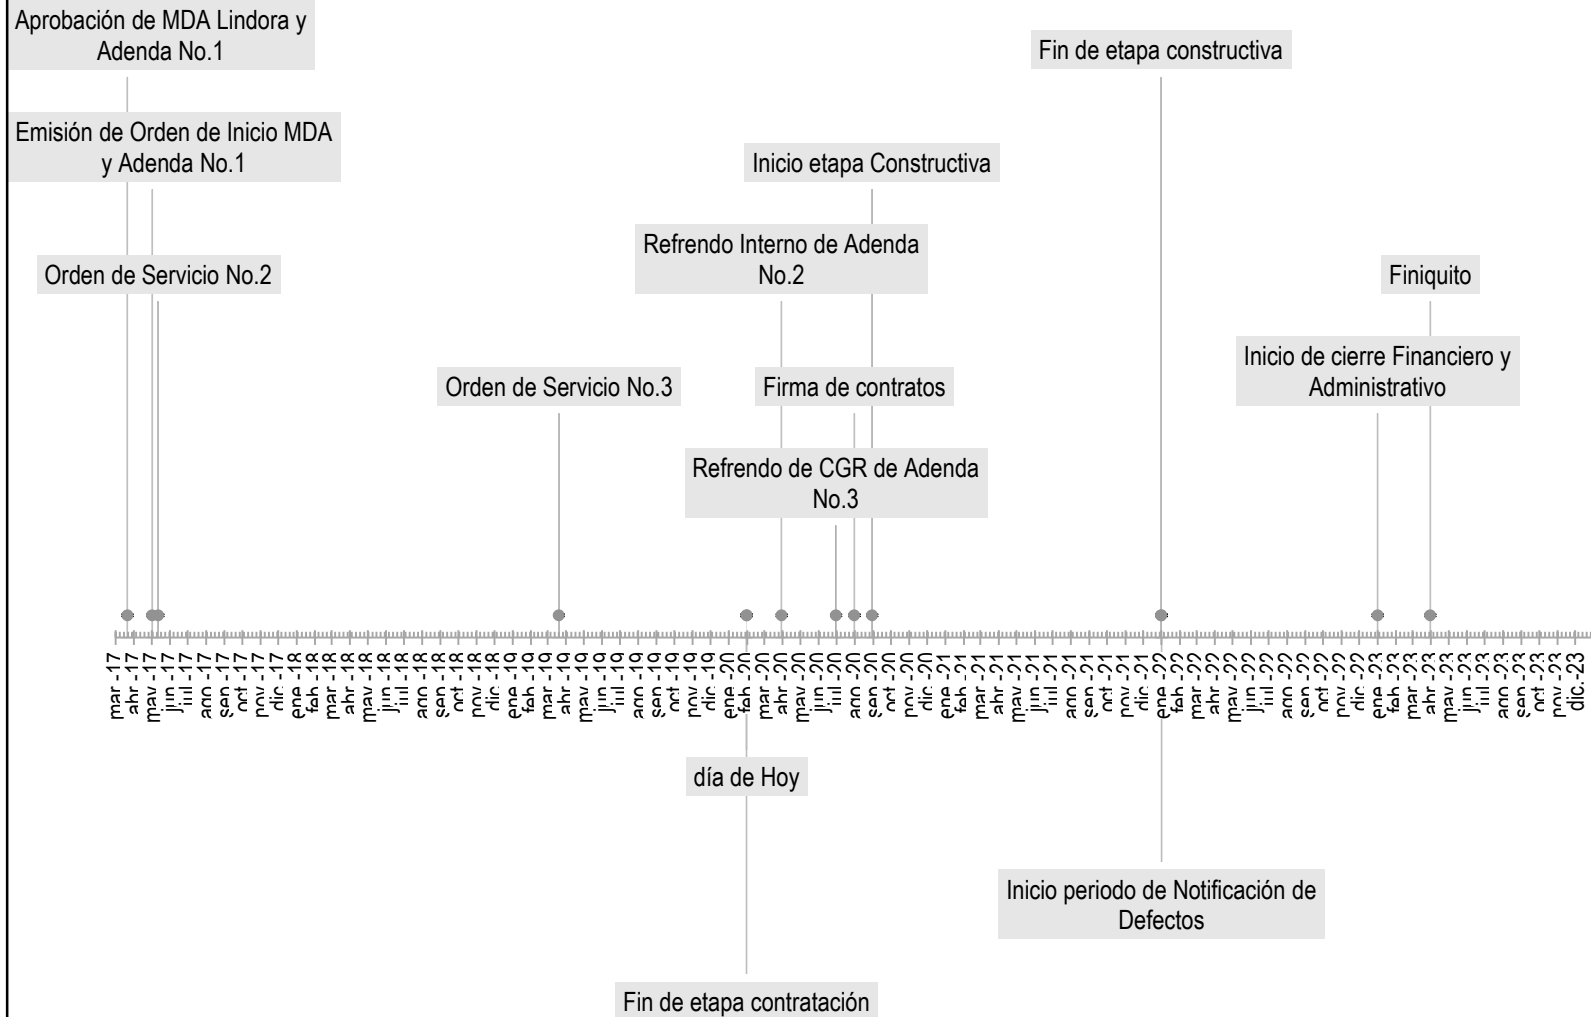 Aprobación de MDA Lindora y
Adenda No.1
Fin de etapa constructiva
Emisión de Orden de Inicio MDA
y Adenda No.1
Inicio etapa Constructiva
Refrendo Interno de Adenda
No.2
Orden de Servicio No.2
Finiquito
Inicio de cierre Financiero y
Administrativo
Orden de Servicio No.3
Firma de contratos
Refrendo de CGR de Adenda
No.3
mar.-17
abr.-17
may.-17
jun.-17
jul.-17
ago.-17
sep.-17
oct.-17
nov.-17
dic.-17
ene.-18
feb.-18
mar.-18
abr.-18
may.-18
jun.-18
jul.-18
ago.-18
sep.-18
oct.-18
nov.-18
dic.-18
ene.-19
feb.-19
mar.-19
abr.-19
may.-19
jun.-19
jul.-19
ago.-19
sep.-19
oct.-19
nov.-19
dic.-19
ene.-20
feb.-20
mar.-20
abr.-20
may.-20
jun.-20
jul.-20
ago.-20
sep.-20
oct.-20
nov.-20
dic.-20
ene.-21
feb.-21
mar.-21
abr.-21
may.-21
jun.-21
jul.-21
ago.-21
sep.-21
oct.-21
nov.-21
dic.-21
ene.-22
feb.-22
mar.-22
abr.-22
may.-22
jun.-22
jul.-22
ago.-22
sep.-22
oct.-22
nov.-22
dic.-22
ene.-23
feb.-23
mar.-23
abr.-23
may.-23
jun.-23
jul.-23
ago.-23
sep.-23
oct.-23
nov.-23
dic.-23
día de Hoy
Inicio periodo de Notificación de
Defectos
Fin de etapa contratación